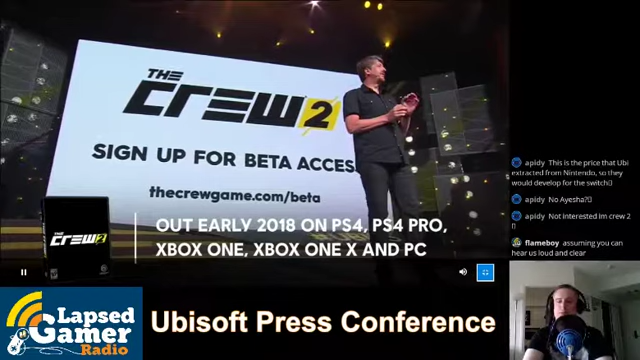 THE
CREW 2
SIGN UP FOR BETA ACCES
thecrewgame.com/beta
OUT EARLY 2018 ON PS4, PS4 PRO,
XBOX ONE, XBOX ONE X AND PC
THE
CREW 2
apidy This is the price that Ubi
extracted from Nintendo, so they
would develop for the switch
apidy No Ayesha?
apidy Not interested im crew 2
flameboy assuming you can
hear us loud and clear
Lapsed
Gamer
Radio
Ubisoft Press Conference